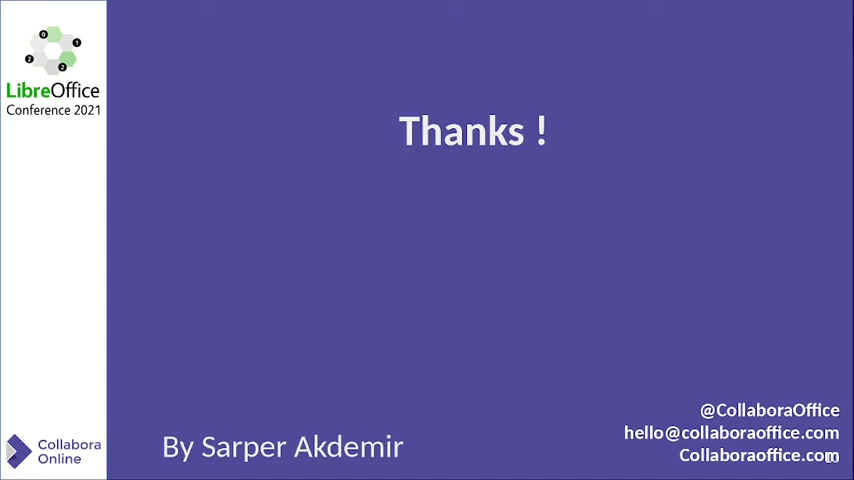 LibreOffice
Conference 2021
Thanks !
@CollaboraOffice
hello@collaboraoffice.com
Collaboraoffice.com
By Sarper Akdemir
Collabora
Online